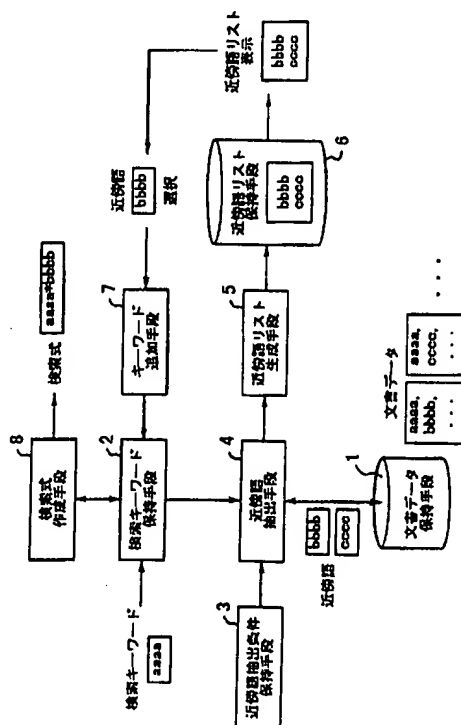 8
検索式
作成手段
検索式
aaaa*bbbb
検索キーワード
aaaa
2
検索キーワード
保持手段
7
キーワード
追加手段
近傍語
bbbb
選択
3
近傍語抽出条件
保持手段
4
近傍語
抽出手段
5
近傍語リスト
生成手段
近傍語リスト
保持手段
bbbb
cccc
6
近傍語リスト
表示
bbbb
cccc
近傍語
bbbb
cccc
1
文書データ
保持手段
文書データ
aaaa,
bbbb,
・・・
aaaa,
cccc,
・・・
・・・